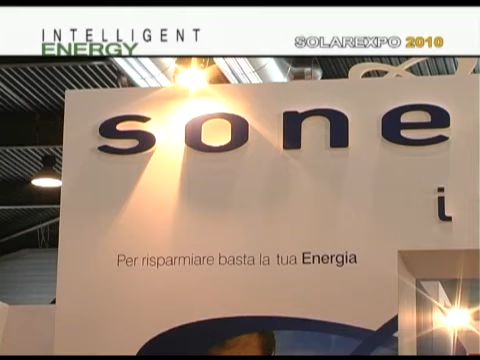 INTELLIGENT
ENERGY
SOLAREXPO 2010
sone
i
Per risparmiare basta la tua Energia